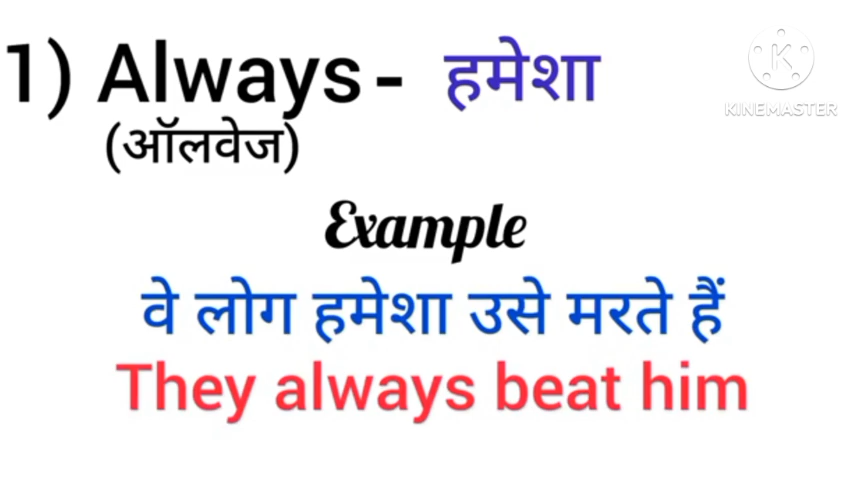 1) Always - हमेशा
(ऑलवेज)
KINEMASTER
Example
वे लोग हमेशा उसे मरते हैं
They always beat him